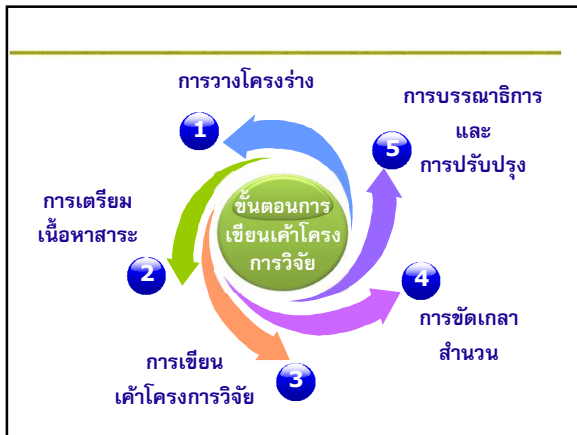 ขั้นตอนการ
เขียนเค้าโครง
การวิจัย
1
การวางโครงร่าง
2
การเตรียม
เนื้อหาสาระ
3
การเขียน
เค้าโครงการวิจัย
4
การขัดเกลา
สำนวน
5
การบรรณาธิการ
และ
การปรับปรุง